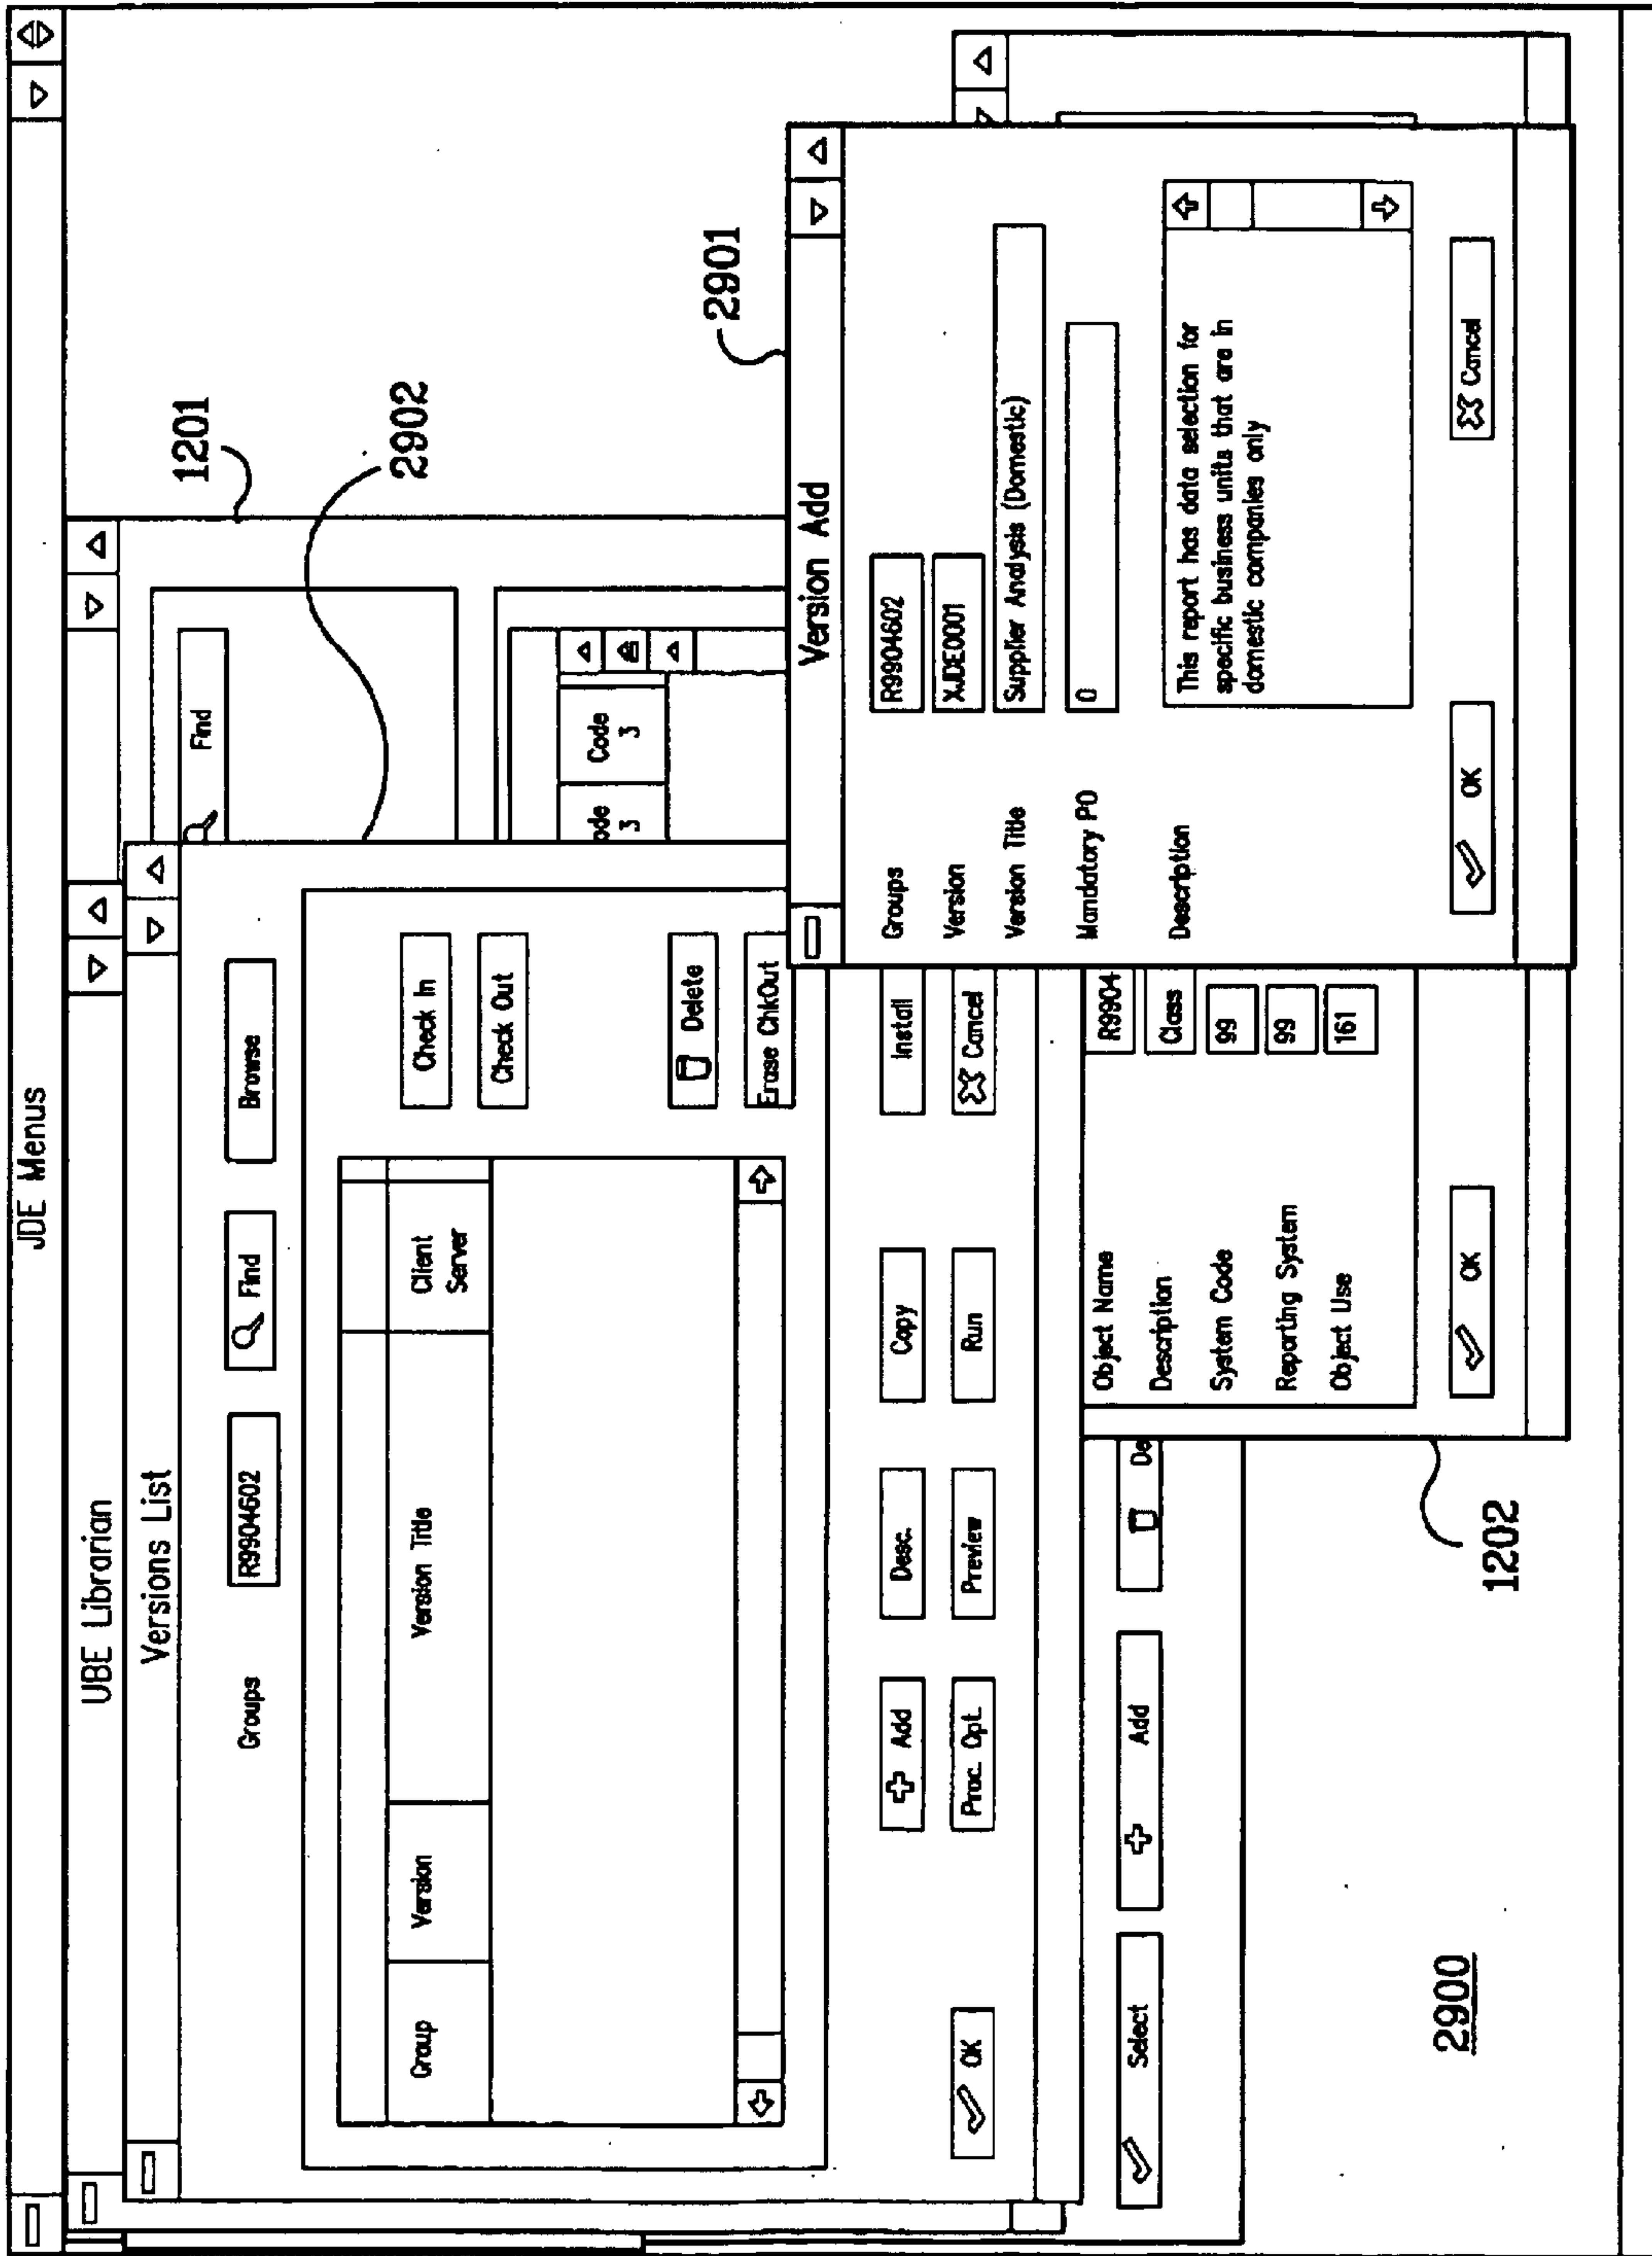 JDE Menus
UBE Librarian
Versions List
Groups
R9904602
Find
Browse
Find
1201
2902
Group
Version
Version Title
Client
Server
Check In
Check Out
Delete
Erase ChkOut
ode
3
Code
3
Add
Desc.
Copy
Install
OK
Proc. Opt.
Preview
Run
Cancel
Select
Add
De
1202
Object Name
R9904
Description
Class
System Code
99
Reporting System
99
Object Use
161
OK
2901
Version Add
Groups
R9904602
Version
XJDE0001
Version Title
Supplier Analysis (Domestic)
Mandatory PO
0
Description
This report has data selection for
specific business units that are in
domestic companies only
OK
Cancel
2900